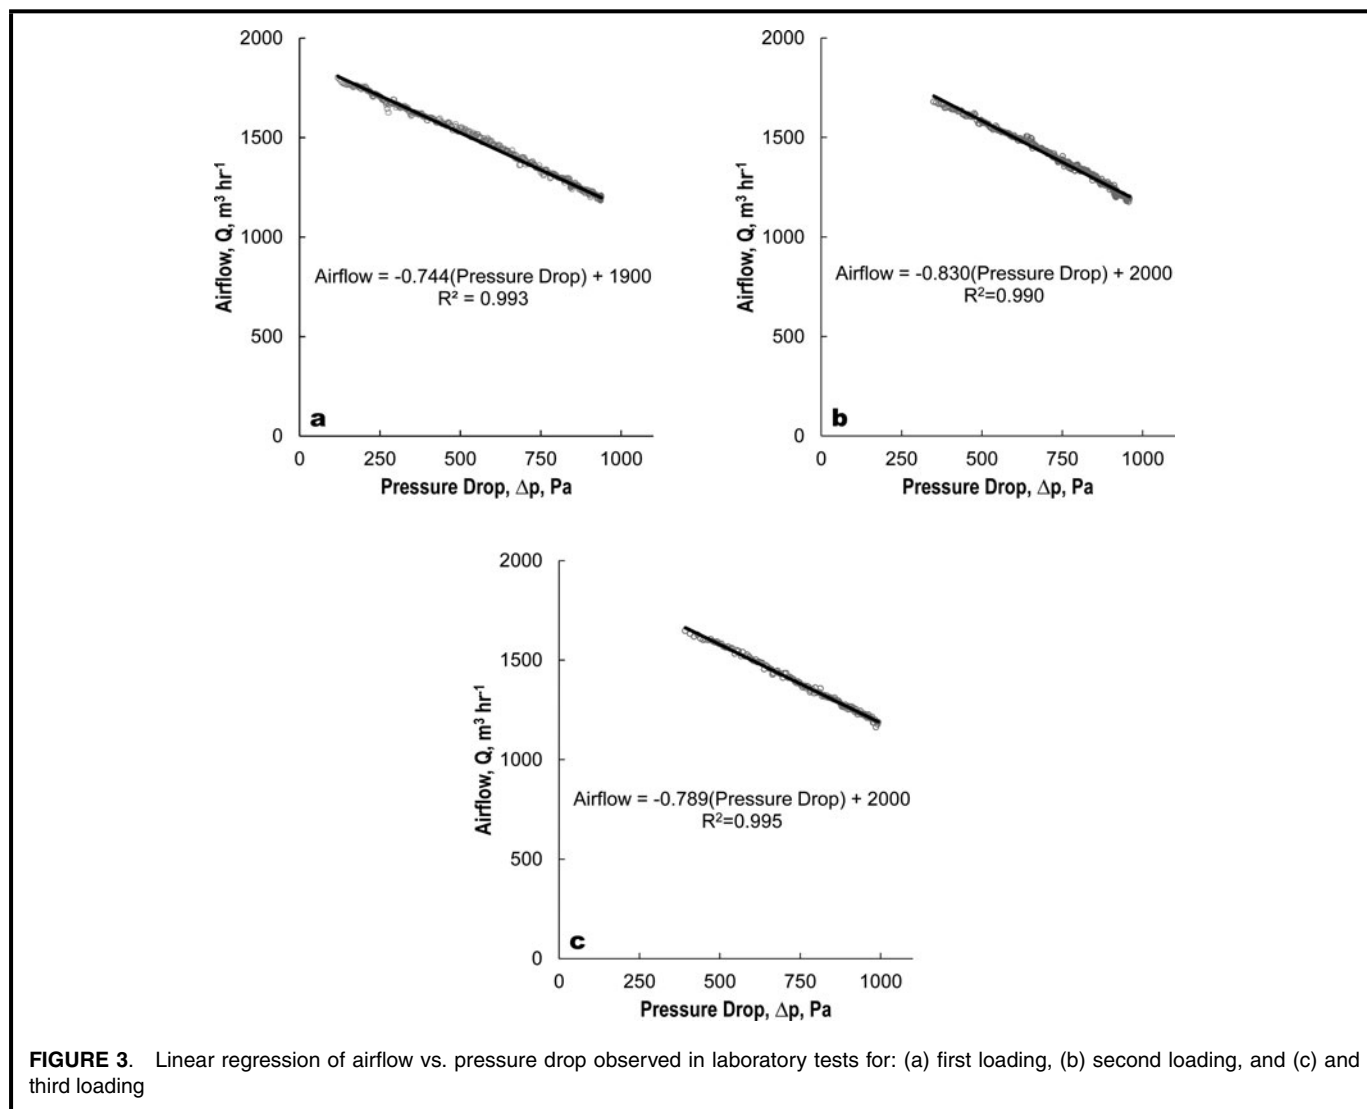 2000
1500
1000
500
0
Airflow, Q, m³ hr⁻¹
Airflow = -0.744(Pressure Drop) + 1900
R² = 0.993
a
0 250 500 750 1000
Pressure Drop, Δp, Pa
2000
1500
1000
500
0
Airflow, Q, m³ hr⁻¹
Airflow = -0.830(Pressure Drop) + 2000
R²=0.990
b
0 250 500 750 1000
Pressure Drop, Δp, Pa
2000
1500
1000
500
0
Airflow, Q, m³ hr⁻¹
Airflow = -0.789(Pressure Drop) + 2000
R²=0.995
c
0 250 500 750 1000
Pressure Drop, Δp, Pa
FIGURE 3. Linear regression of airflow vs. pressure drop observed in laboratory tests for: (a) first loading, (b) second loading, and (c) and
third loading